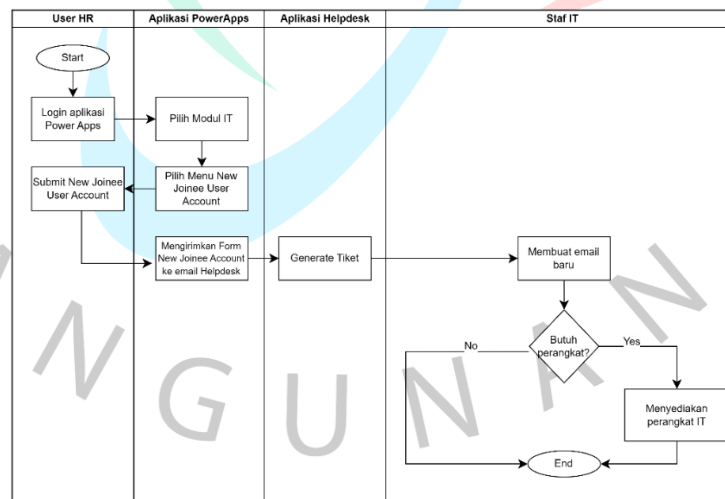 User HR
Aplikasi PowerApps
Aplikasi Helpdesk
Staf IT
Start
Login aplikasi
Power Apps
Pilih Modul IT
Submit New Joinee
User Account
Pilih Menu New
Joinee User
Account
Mengirimkan Form
New Joinee Account
ke email Helpdesk
Generate Tiket
Membuat email
baru
Butuh
perangkat?
No
Yes
Menyediakan
perangkat IT
End
NGUNAN